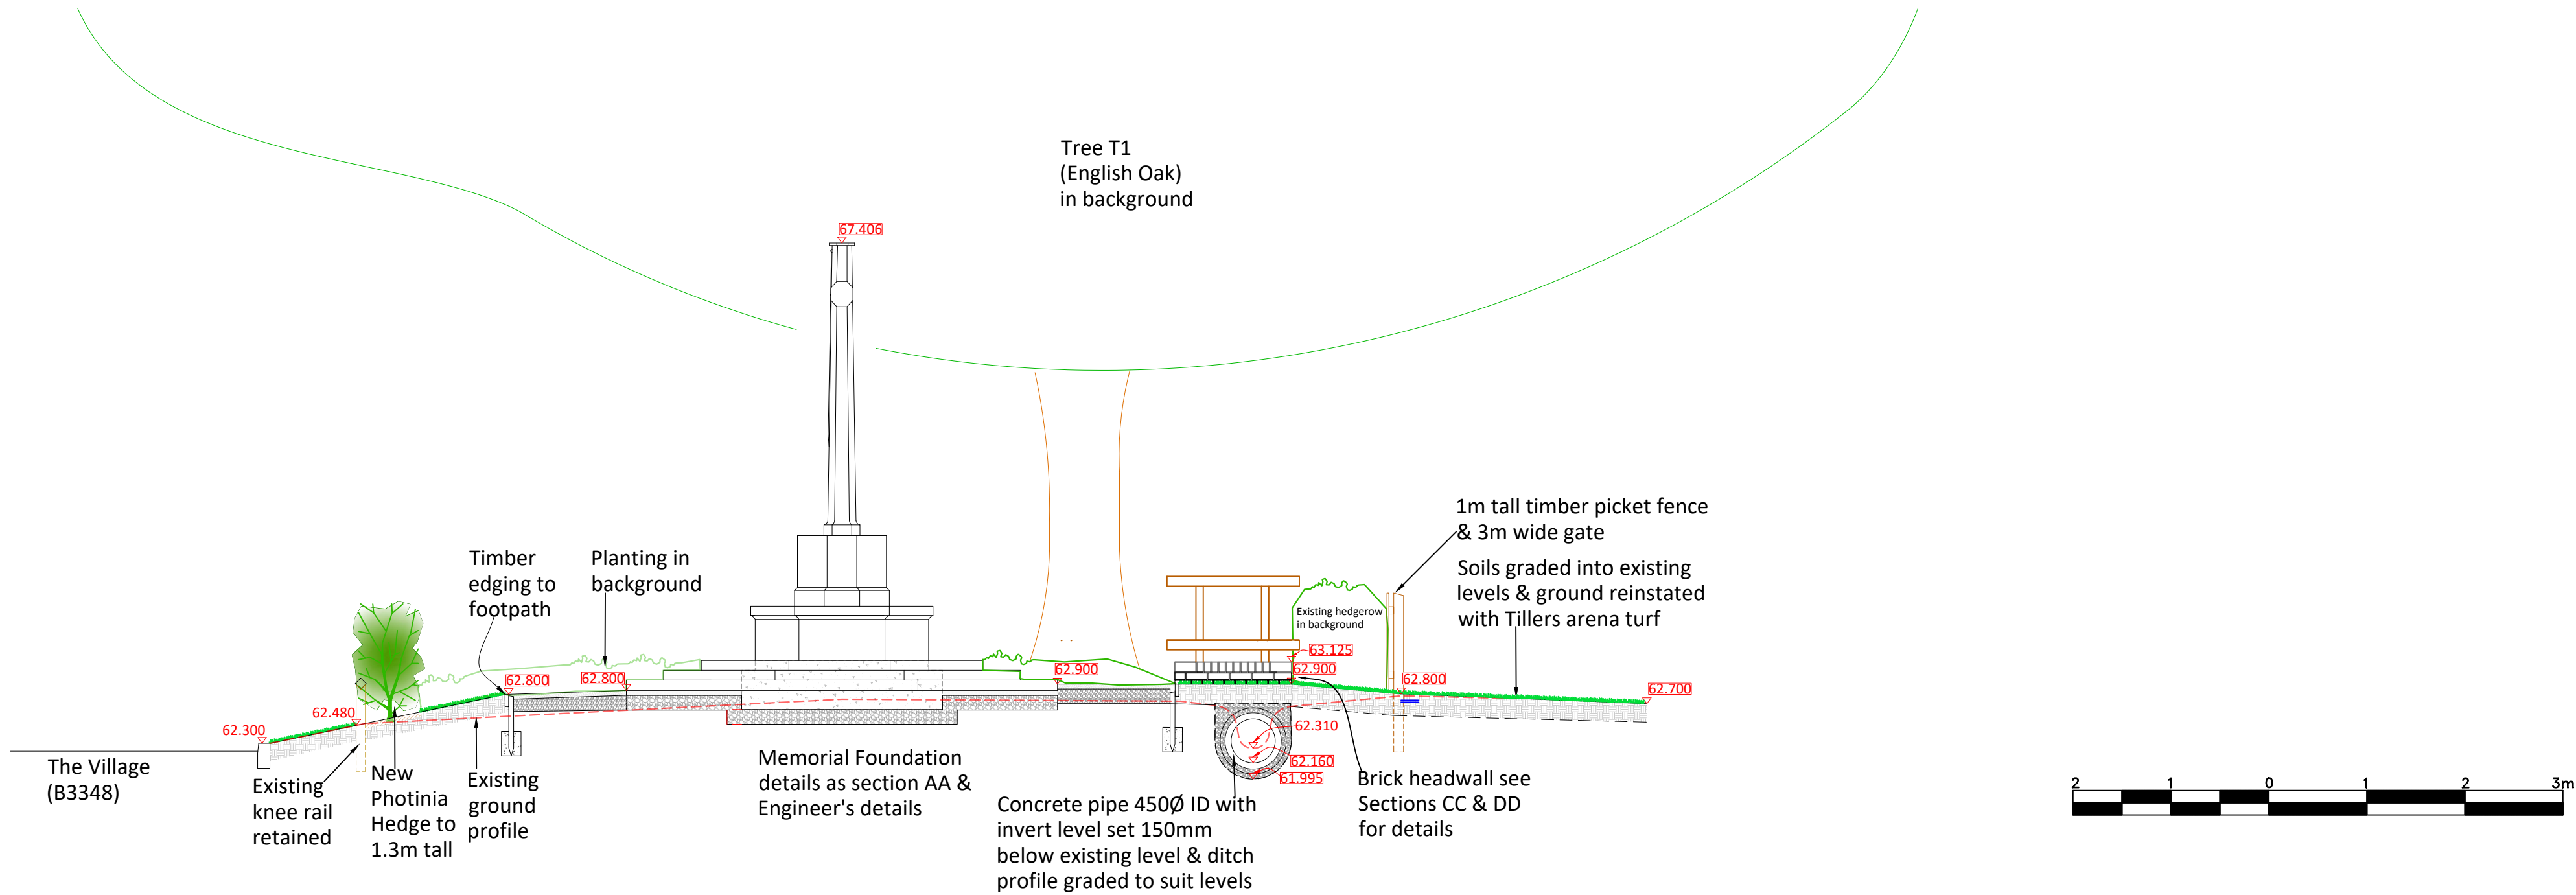 Tree T1
(English Oak)
in background
67.406
1m tall timber picket fence
& 3m wide gate
Timber
edging to
footpath
Planting in
background
Soils graded into existing
levels & ground reinstated
with Tillers arena turf
Existing hedgerow
in background
63.125
62.900
62.900
62.800
62.800
62.800
62.700
62.480
62.300
62.310
62.160
61.995
The Village
(B3348)
Existing
knee rail
retained
New
Photinia
Hedge to
1.3m tall
Existing
ground
profile
Memorial Foundation
details as section AA &
Engineer's details
Concrete pipe 450Ø ID with
invert level set 150mm
below existing level & ditch
profile graded to suit levels
Brick headwall see
Sections CC & DD
for details
2 1 0 1 2 3m